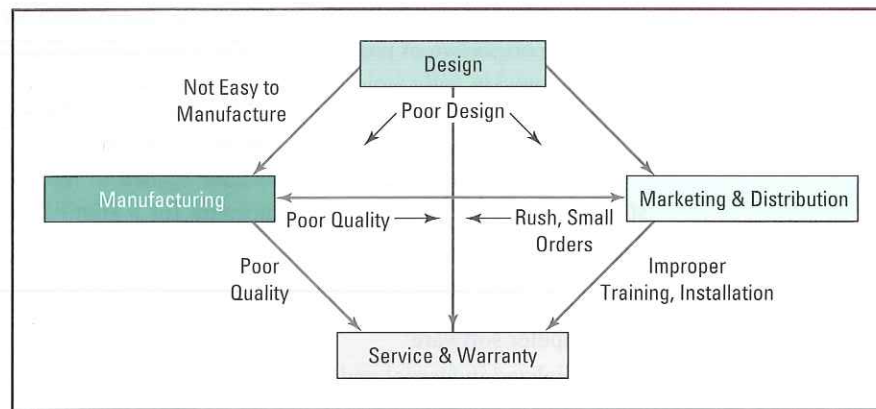 Design
Not Easy to
Manufacture
Poor Design
Manufacturing
Marketing & Distribution
Poor Quality
Rush, Small
Orders
Poor
Quality
Improper
Training, Installation
Service & Warranty